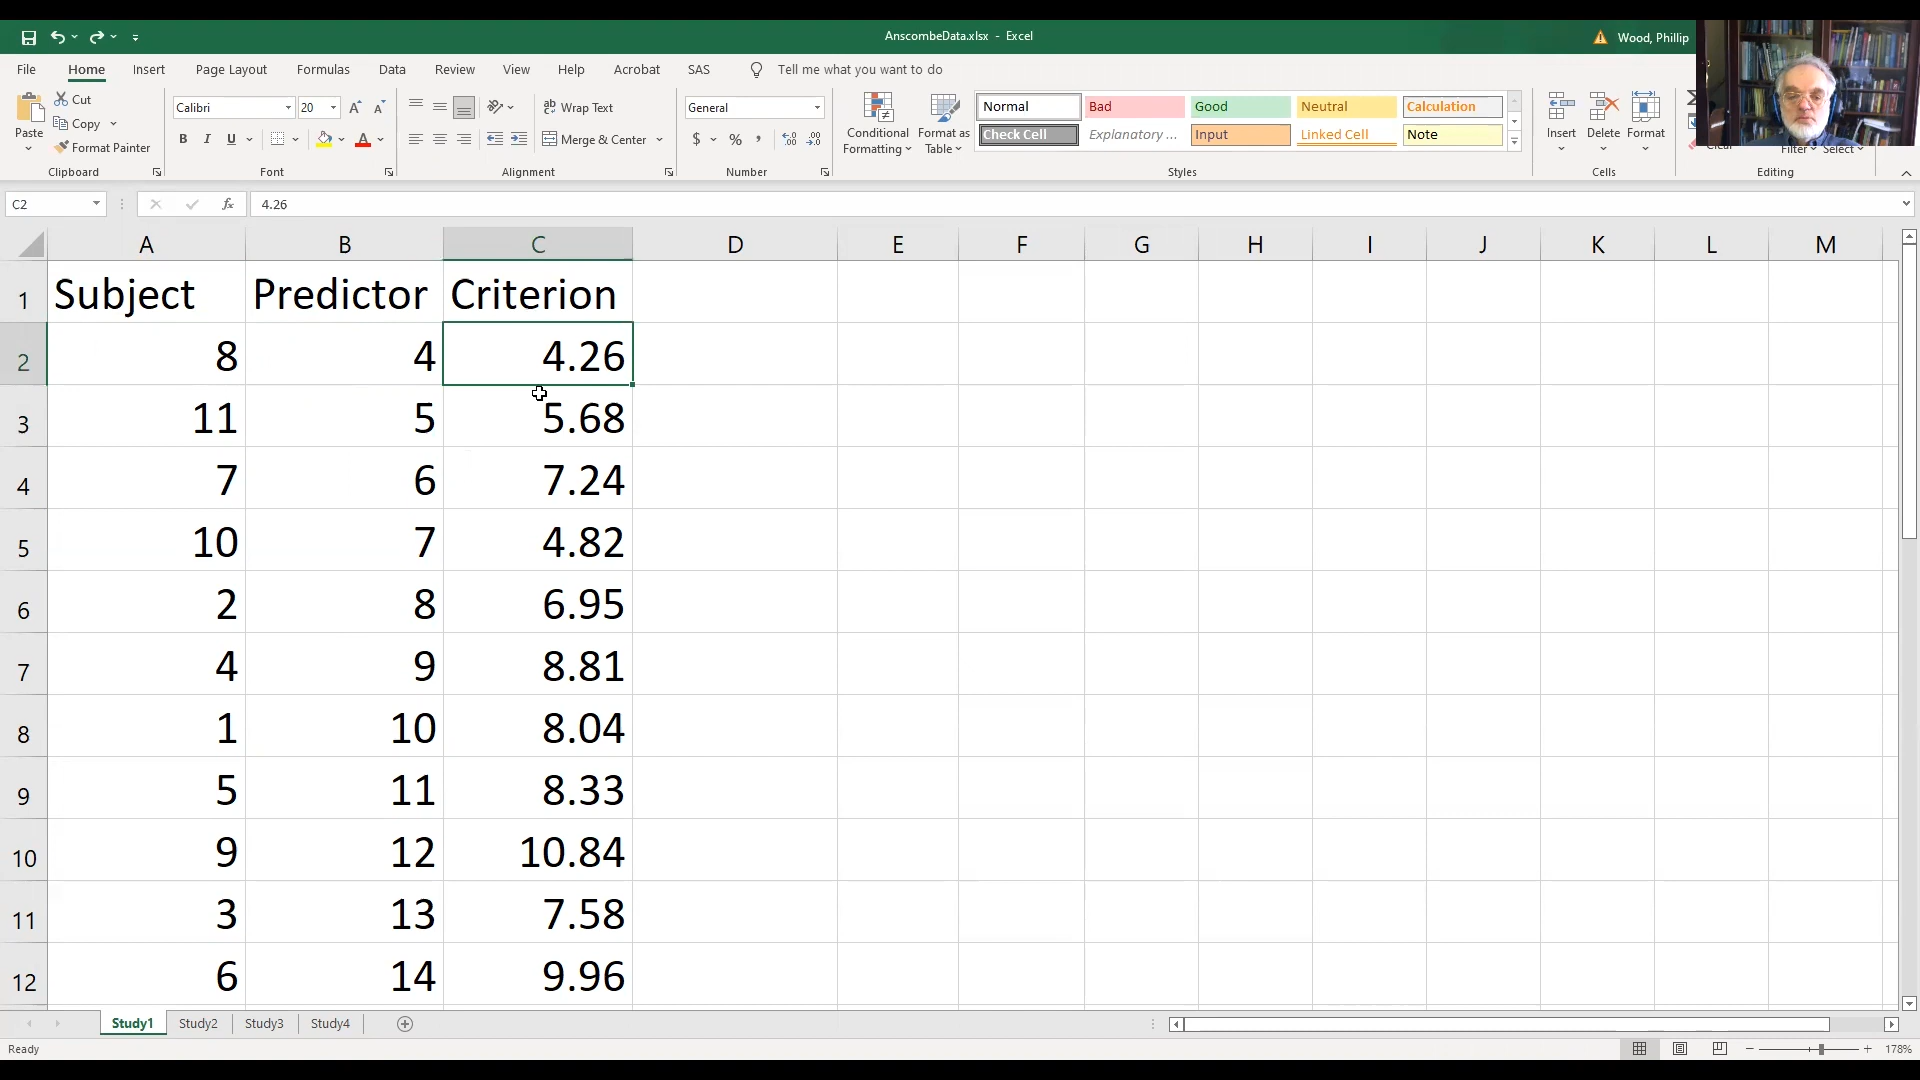 AnscombeData.xlsx - Excel
Wood, Phillip
File Home Insert Page Layout Formulas Data Review View Help Acrobat SAS Tell me what you want to do
Paste
Cut
Copy
Format Painter
Clipboard
Calibri 20
B I U
Font
Wrap Text
Merge & Center
Alignment
General
$ % ,
Number
Conditional Formatting
Format as Table
Normal Bad Good Neutral Calculation
Check Cell Explanatory ... Input Linked Cell Note
Styles
Insert Delete Format
Cells
Filter Select
Editing
C2 fx 4.26
A B C D E F G H I J K L M
1 Subject Predictor Criterion
2 8 4 4.26
3 11 5 5.68
4 7 6 7.24
5 10 7 4.82
6 2 8 6.95
7 4 9 8.81
8 1 10 8.04
9 5 11 8.33
10 9 12 10.84
11 3 13 7.58
12 6 14 9.96
Study1 Study2 Study3 Study4
Ready
178%